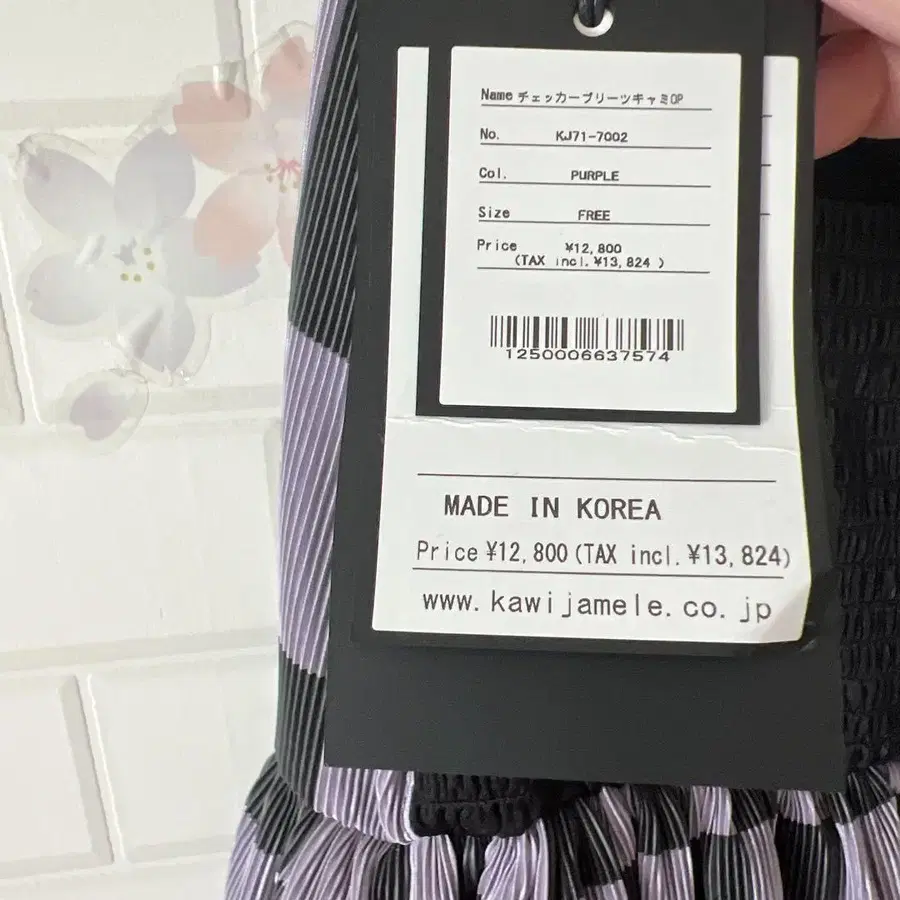 Name チェッカープリーツキャミOP
No. KJ71-7002
Col. PURPLE
Size FREE
Price ¥12,800
(TAX incl.¥13,824 )
1250006637574
MADE IN KOREA
Price ¥12,800(TAX incl.¥13,824)
www.kawijamele.co.jp